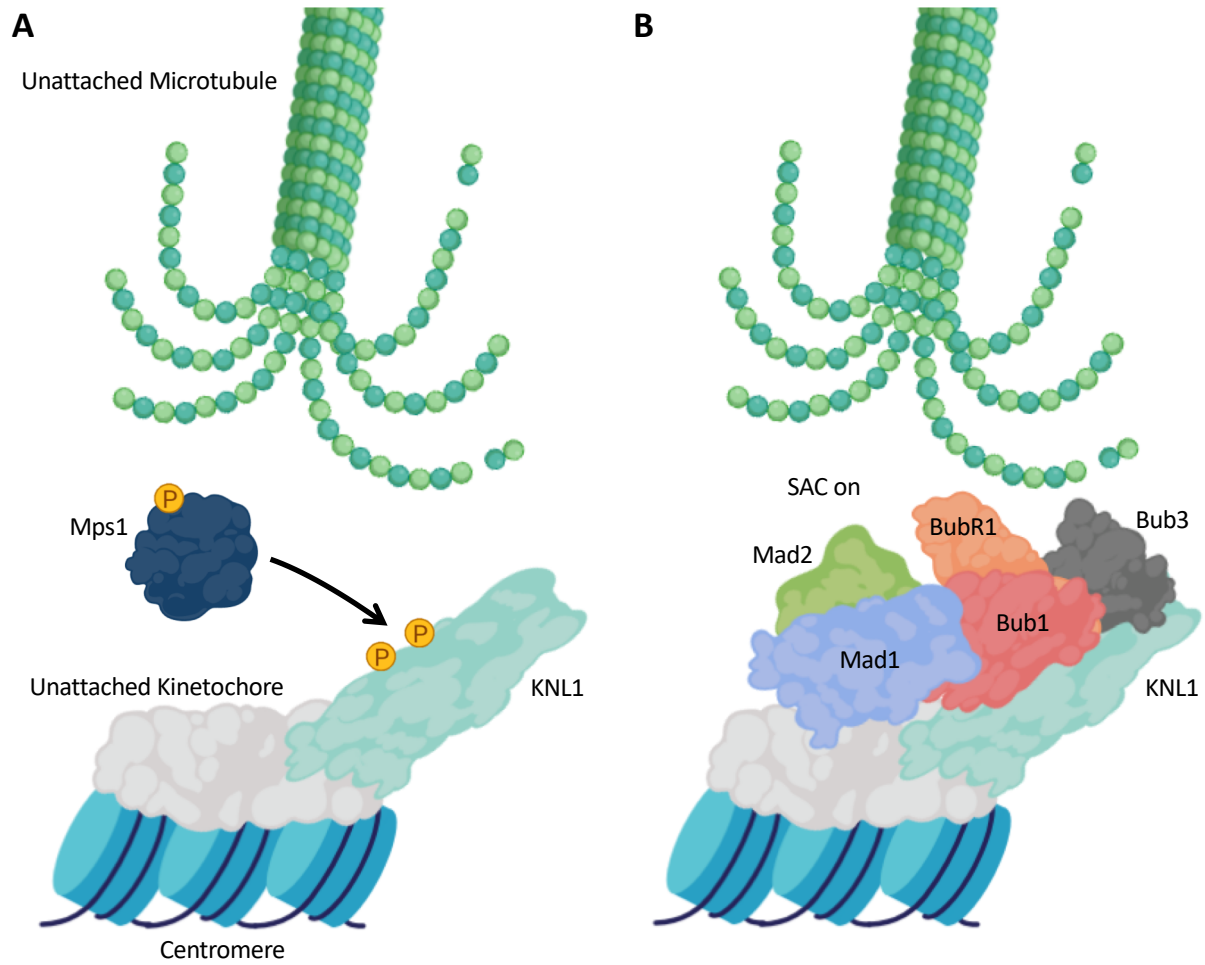 A
Unattached Microtubule
P
Mps1
P
P
Unattached Kinetochore
KNL1
Centromere
B
SAC on
BubR1
Bub3
Mad2
Bub1
Mad1
KNL1